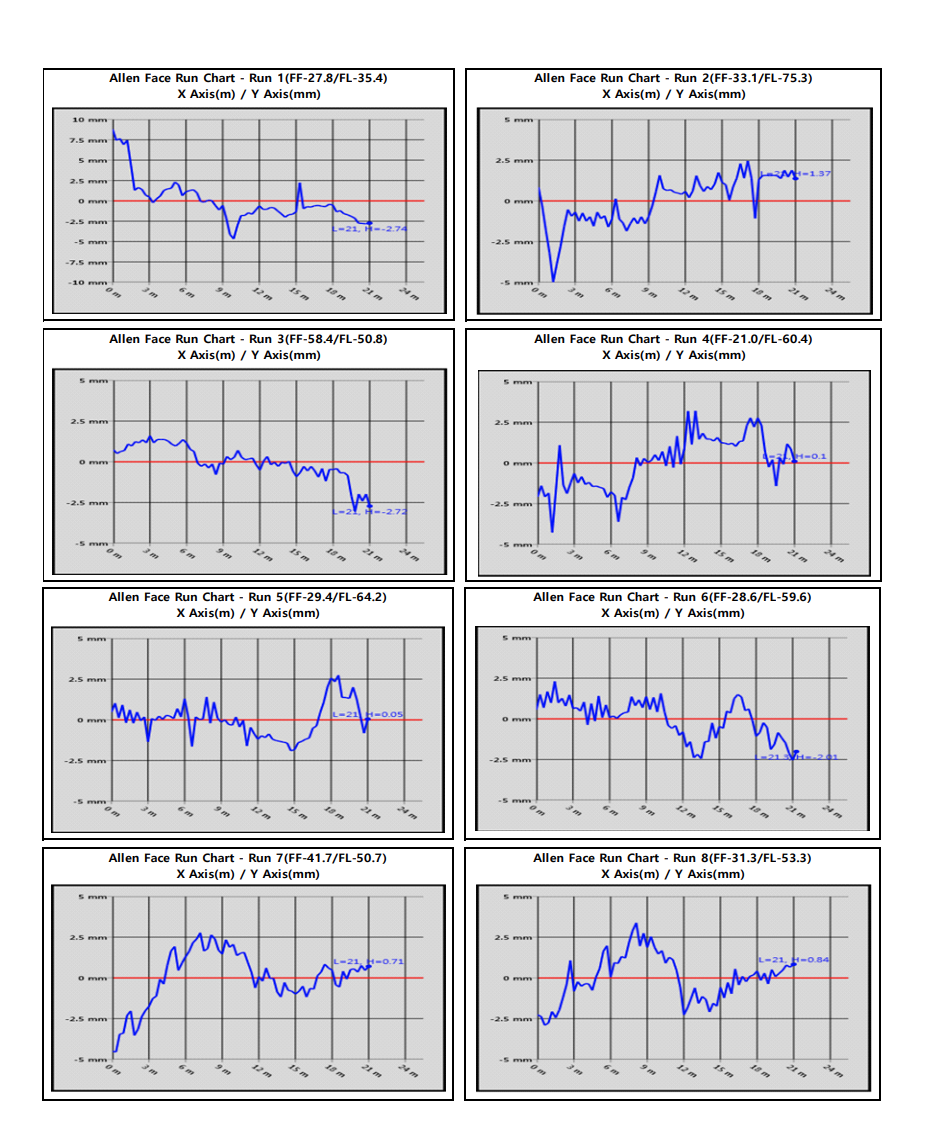 Allen Face Run Chart - Run 1(FF-27.8/FL-35.4)
X Axis(m) / Y Axis(mm)
10 mm
7.5 mm
5 mm
2.5 mm
0 mm
-2.5 mm
-5 mm
-7.5 mm
-10 mm
L=21, H=-2.74
0 m 3 m 6 m 9 m 12 m 15 m 18 m 21 m 24 m
Allen Face Run Chart - Run 2(FF-33.1/FL-75.3)
X Axis(m) / Y Axis(mm)
5 mm
2.5 mm
0 mm
-2.5 mm
-5 mm
L=21, H=1.37
0 m 3 m 6 m 9 m 12 m 15 m 18 m 21 m 24 m
Allen Face Run Chart - Run 3(FF-58.4/FL-50.8)
X Axis(m) / Y Axis(mm)
5 mm
2.5 mm
0 mm
-2.5 mm
-5 mm
L=21, H=-2.72
0 m 3 m 6 m 9 m 12 m 15 m 18 m 21 m 24 m
Allen Face Run Chart - Run 4(FF-21.0/FL-60.4)
X Axis(m) / Y Axis(mm)
5 mm
2.5 mm
0 mm
-2.5 mm
-5 mm
L=21, H=0.1
0 m 3 m 6 m 9 m 12 m 15 m 18 m 21 m 24 m
Allen Face Run Chart - Run 5(FF-29.4/FL-64.2)
X Axis(m) / Y Axis(mm)
5 mm
2.5 mm
0 mm
-2.5 mm
-5 mm
L=21, H=0.05
0 m 3 m 6 m 9 m 12 m 15 m 18 m 21 m 24 m
Allen Face Run Chart - Run 6(FF-28.6/FL-59.6)
X Axis(m) / Y Axis(mm)
5 mm
2.5 mm
0 mm
-2.5 mm
-5 mm
L=21.3, H=-2.01
0 m 3 m 6 m 9 m 12 m 15 m 18 m 21 m 24 m
Allen Face Run Chart - Run 7(FF-41.7/FL-50.7)
X Axis(m) / Y Axis(mm)
5 mm
2.5 mm
0 mm
-2.5 mm
-5 mm
L=21, H=0.71
0 m 3 m 6 m 9 m 12 m 15 m 18 m 21 m 24 m
Allen Face Run Chart - Run 8(FF-31.3/FL-53.3)
X Axis(m) / Y Axis(mm)
5 mm
2.5 mm
0 mm
-2.5 mm
-5 mm
L=21, H=0.84
0 m 3 m 6 m 9 m 12 m 15 m 18 m 21 m 24 m